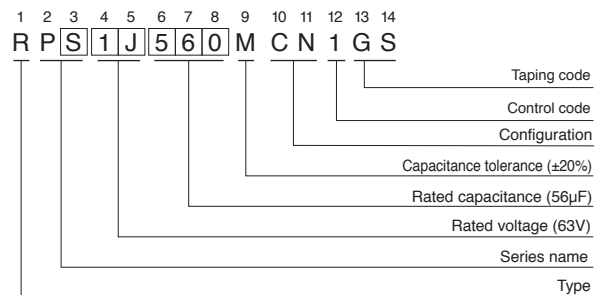 1 2 3 4 5 6 7 8 9 10 11 12 13 14
R P S 1 J 5 6 0 M C N 1 G S
Taping code
Control code
Configuration
Capacitance tolerance (±20%)
Rated capacitance (56µF)
Rated voltage (63V)
Series name
Type